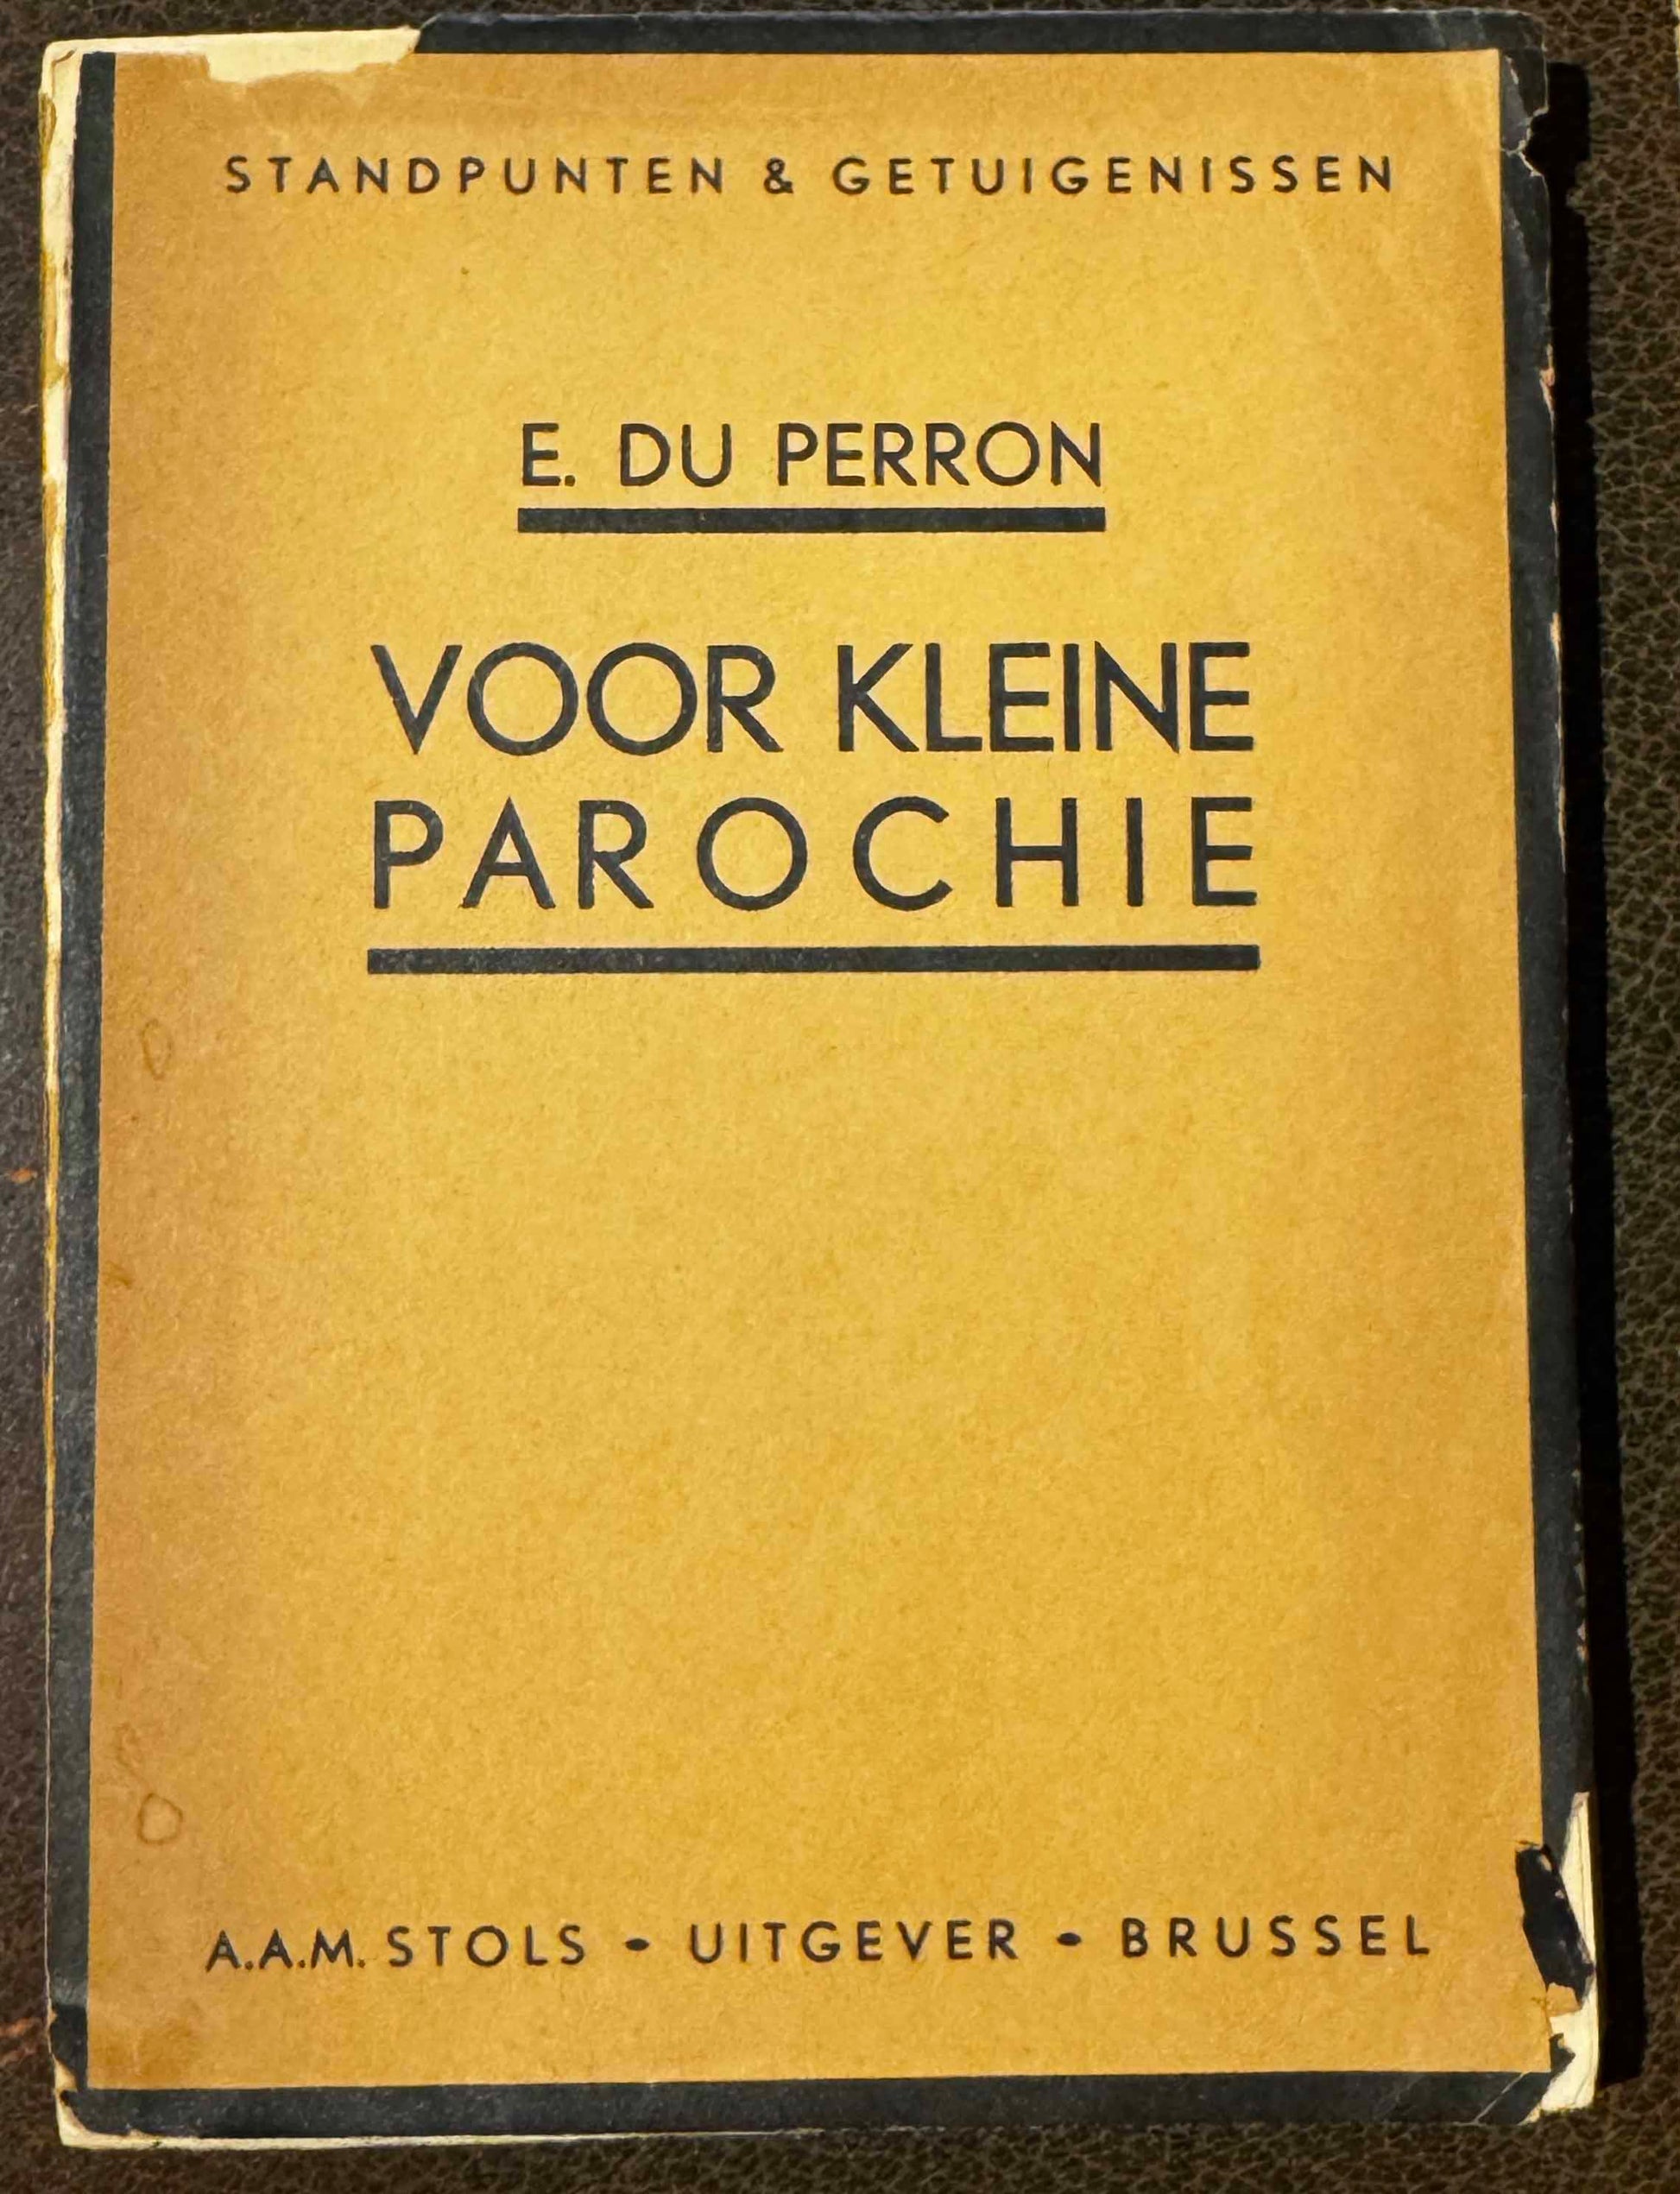 STANDPUNTEN & GETUIGENISSEN
E. DU PERRON
VOOR KLEINE
PAROCHIE
A.A.M. STOLS - UITGEVER - BRUSSEL